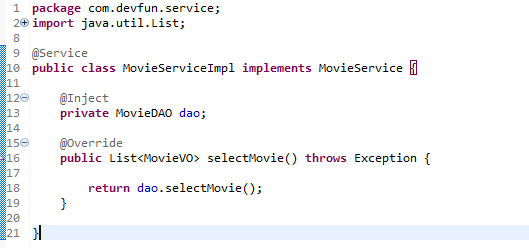 1 package com.devfun.service;
2 import java.util.List;
8
9 @Service
10 public class MovieServiceImpl implements MovieService {
11
12 @Inject
13 private MovieDAO dao;
14
15 @Override
16 public List<MovieVO> selectMovie() throws Exception {
17
18 return dao.selectMovie();
19 }
20
21 }